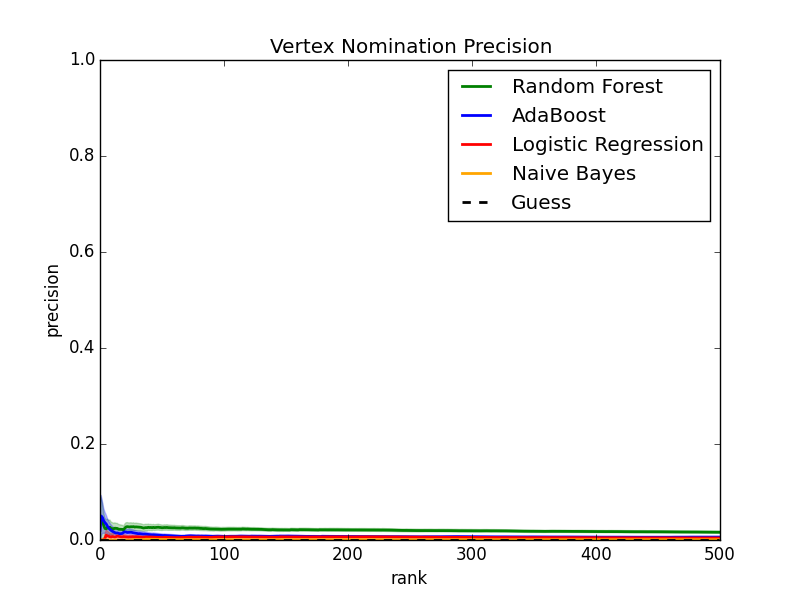 Vertex Nomination Precision
1.0
0.8
0.6
0.4
0.2
0.0
precision
Random Forest
AdaBoost
Logistic Regression
Naive Bayes
Guess
0 100 200 300 400 500
rank